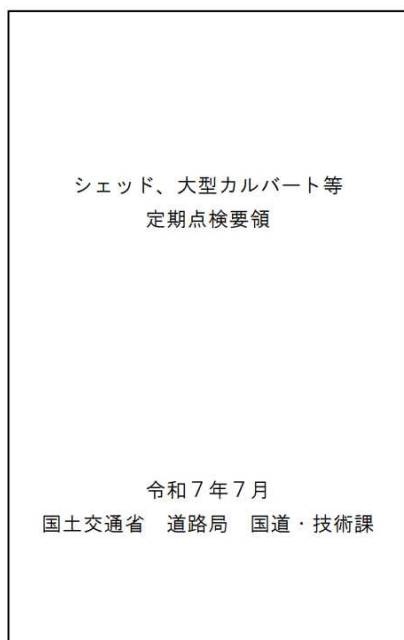 シェッド、大型カルバート等
定期点検要領
令和７年７月
国土交通省　道路局　国道・技術課